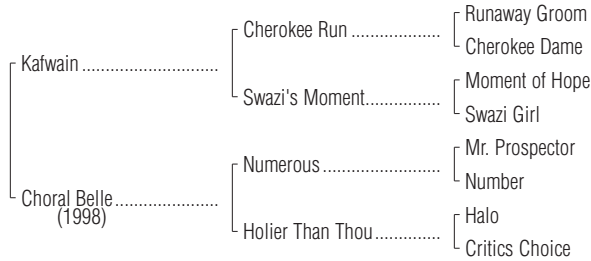 Runaway Groom
Cherokee Run ....................
Cherokee Dame
Kafwain ...............................
Moment of Hope
Swazi's Moment.................
Swazi Girl
Mr. Prospector
Numerous ..........................
Number
Choral Belle .......................
(1998)
Halo
Holier Than Thou ...............
Critics Choice